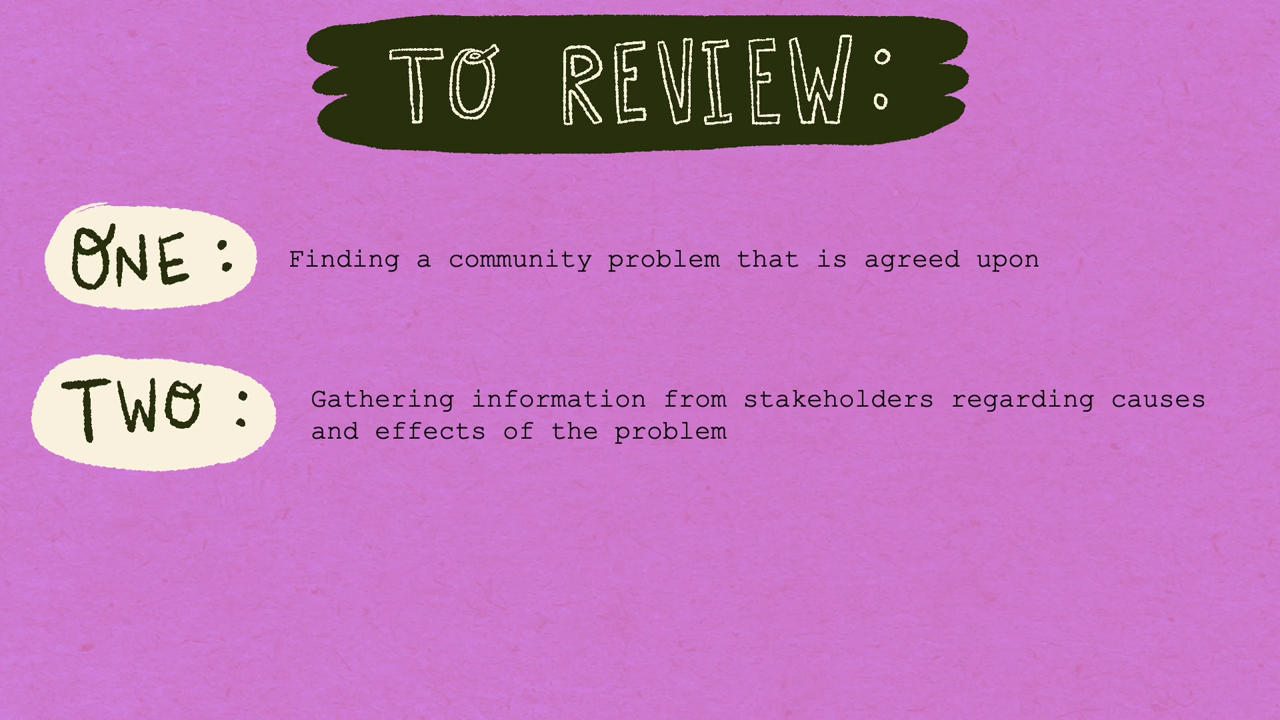 TO REVIEW:
ONE: Finding a community problem that is agreed upon
TWO: Gathering information from stakeholders regarding causes
and effects of the problem